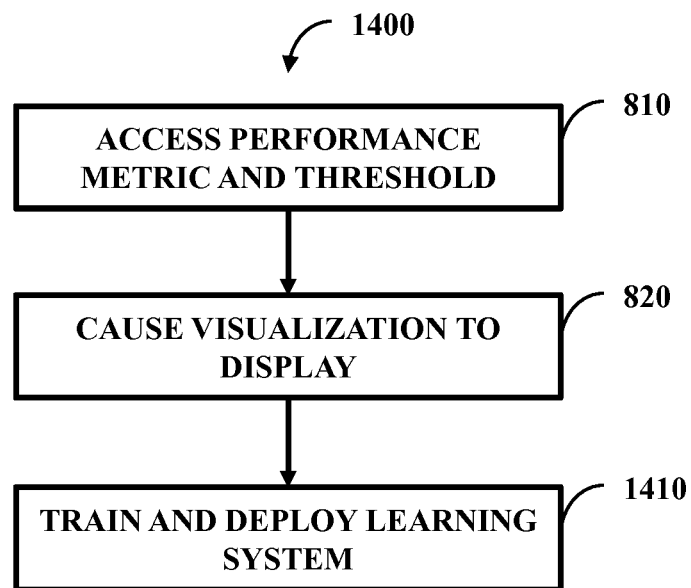 1400
810
ACCESS PERFORMANCE
METRIC AND THRESHOLD
820
CAUSE VISUALIZATION TO
DISPLAY
1410
TRAIN AND DEPLOY LEARNING
SYSTEM